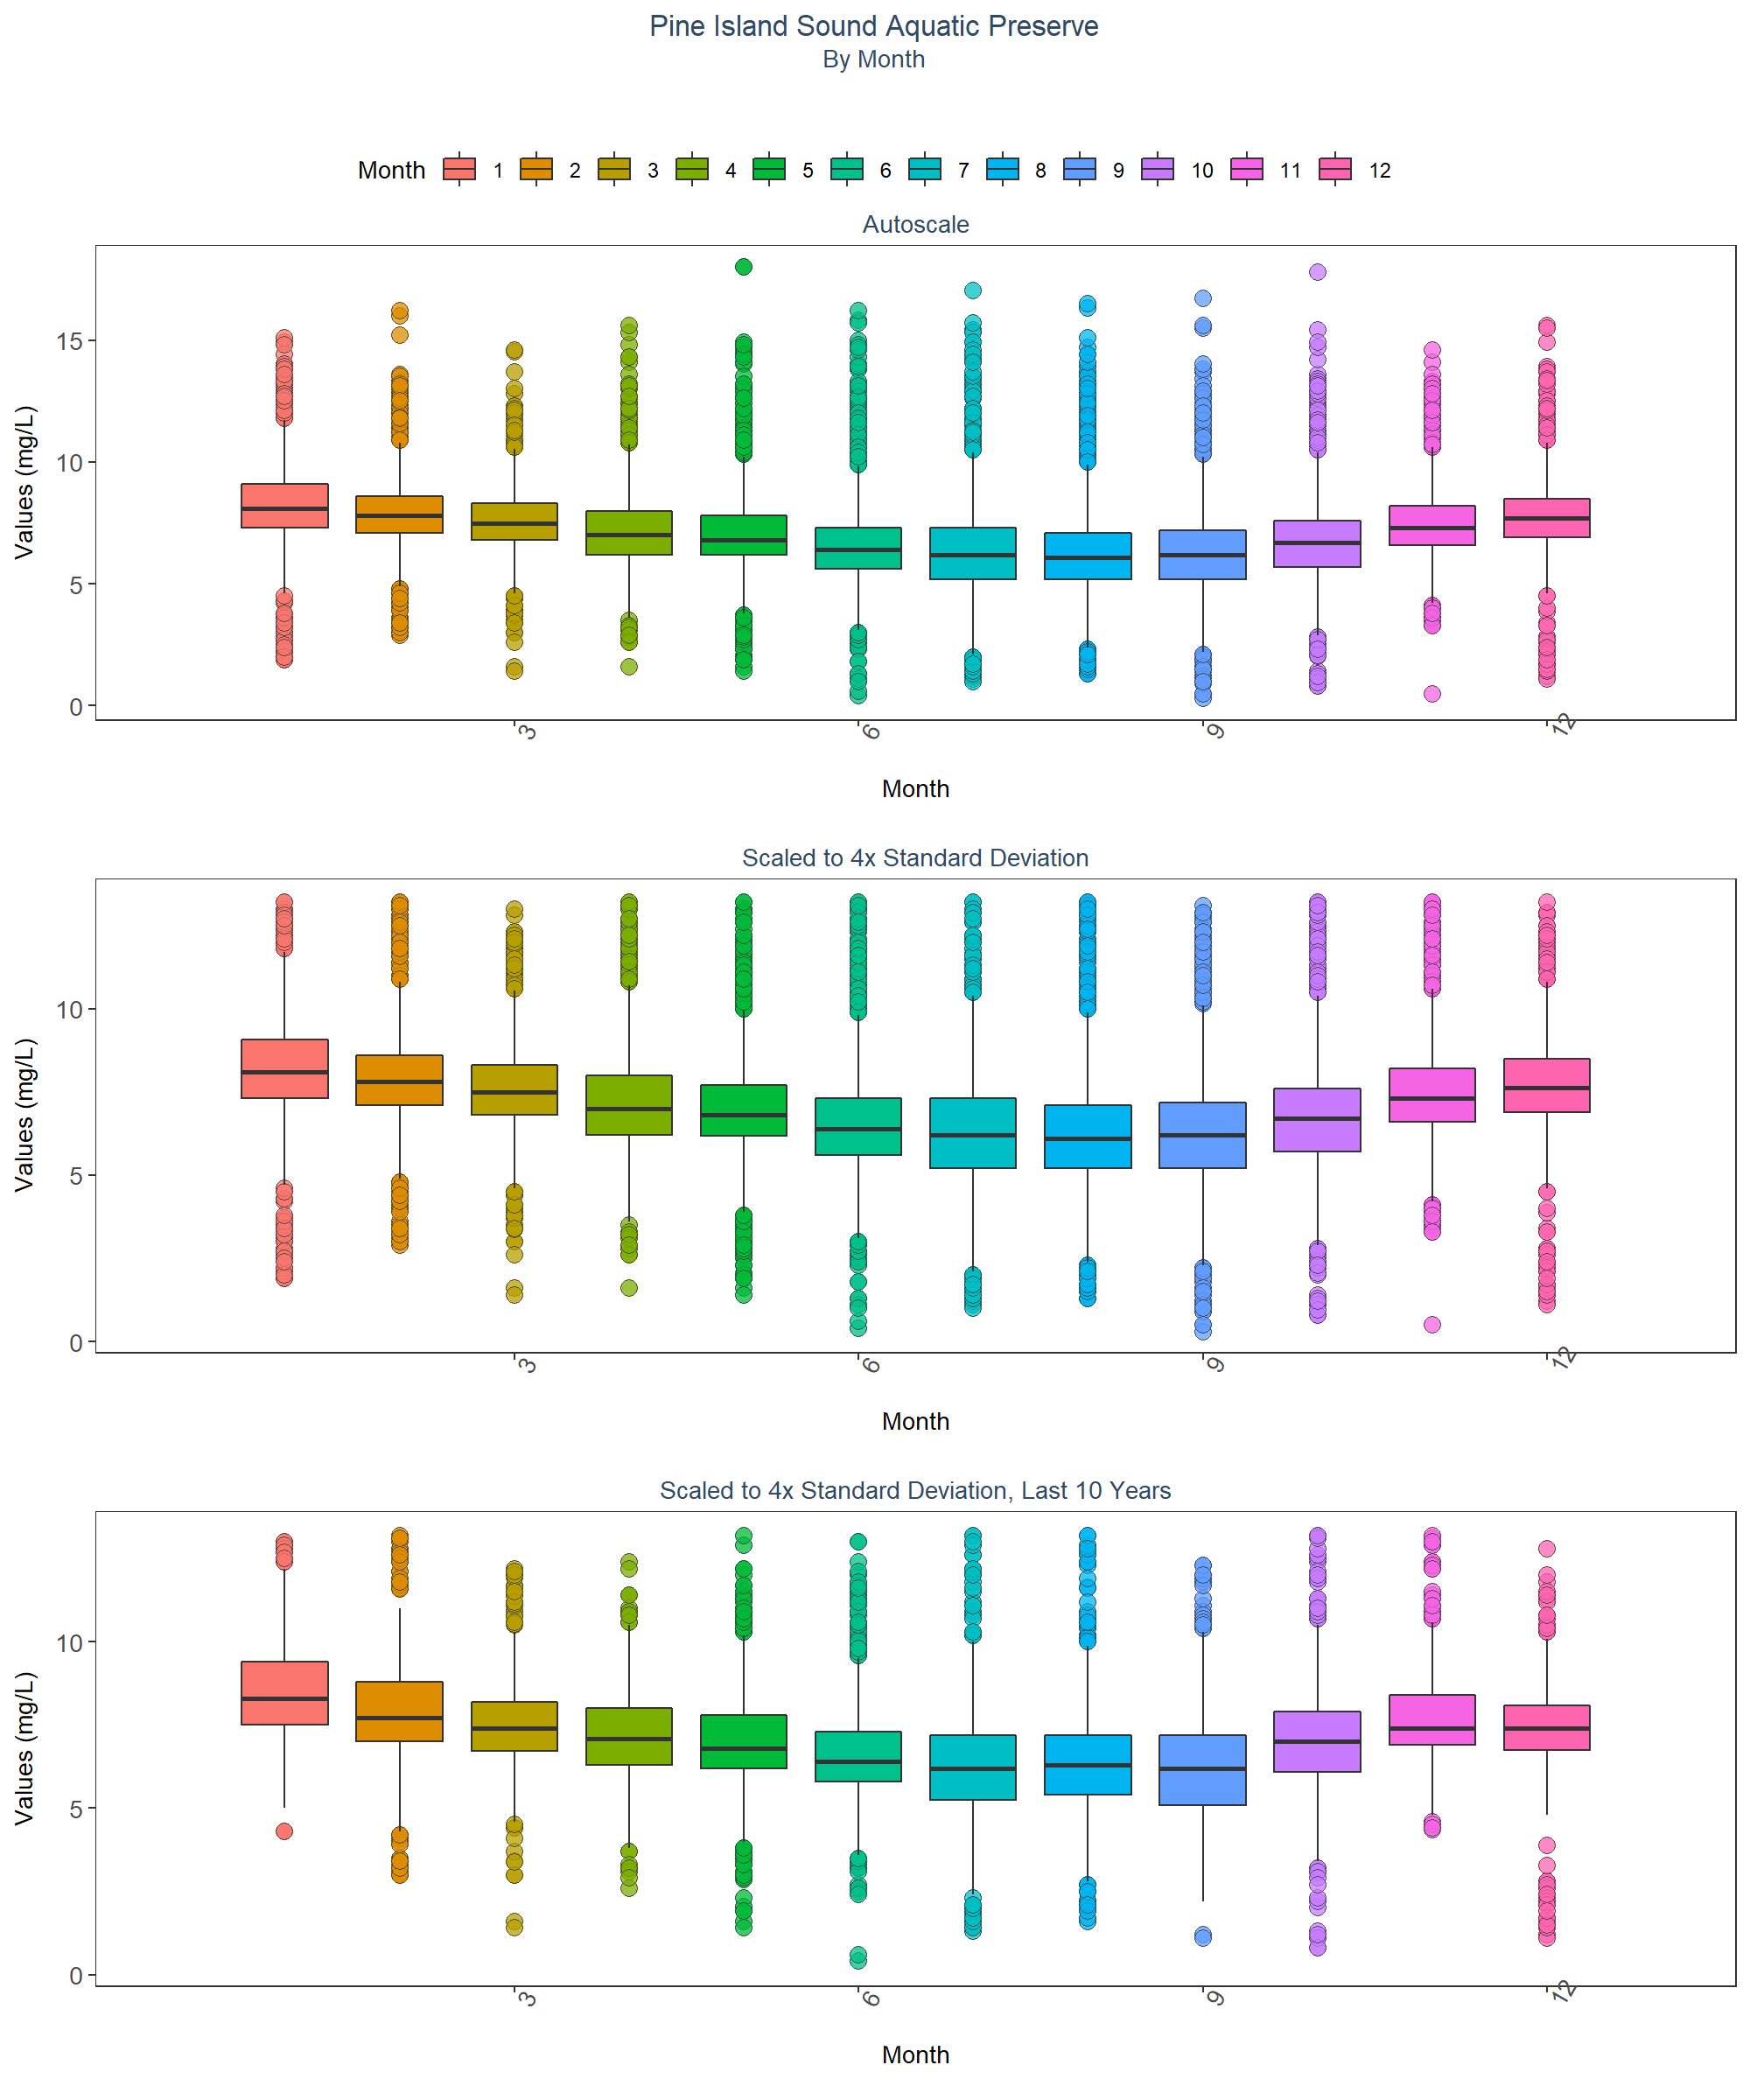 Pine Island Sound Aquatic Preserve
By Month
Month 1 2 3 4 5 6 7 8 9 10 11 12
Autoscale
Values (mg/L)
15
10
5
0
3 6 9 12
Month
Scaled to 4x Standard Deviation
Values (mg/L)
10
5
0
3 6 9 12
Month
Scaled to 4x Standard Deviation, Last 10 Years
Values (mg/L)
10
5
0
3 6 9 12
Month